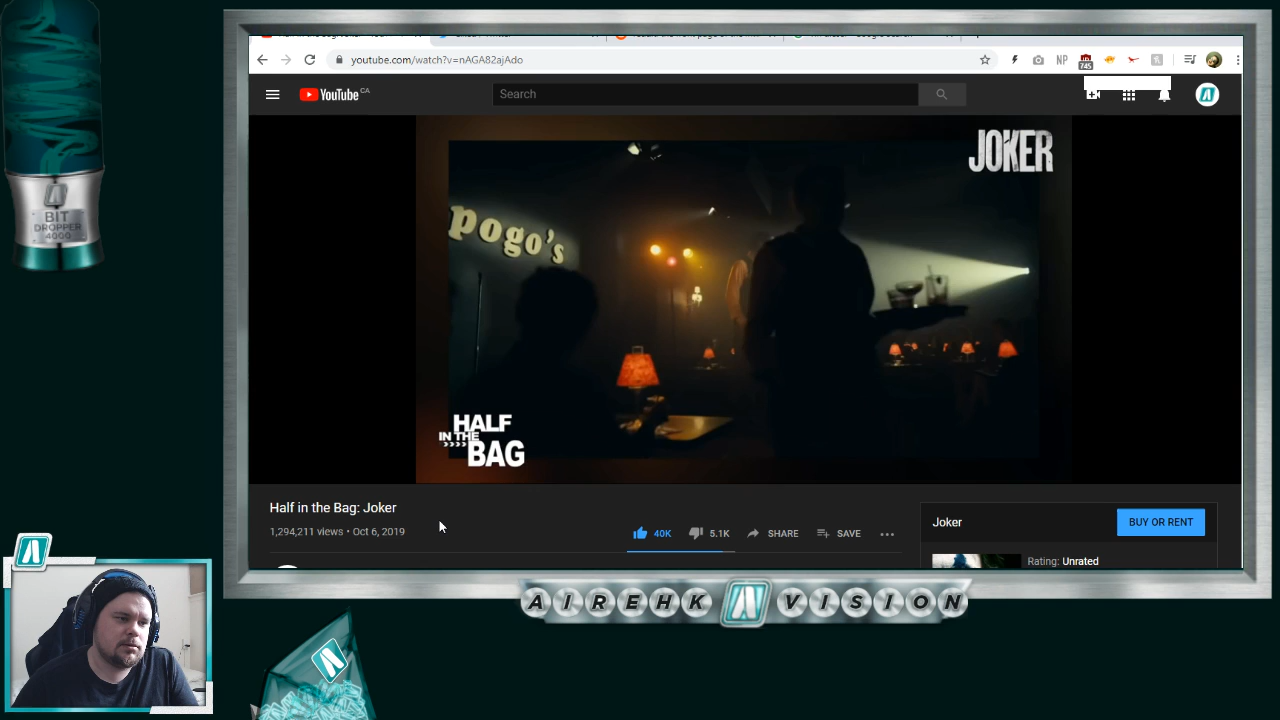 BIT
DROPPER
4000
youtube.com/watch?v=nAGA82ajAdo
NP
745
YouTube CA
Search
JOKER
pogo's
HALF
IN THE
BAG
Half in the Bag: Joker
1,294,211 views • Oct 6, 2019
40K
5.1K
SHARE
SAVE
Joker
BUY OR RENT
Rating: Unrated
AIREHK VISION